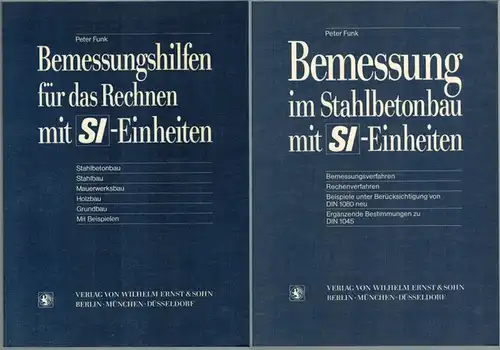 Peter Funk
Bemessungshilfen
für das Rechnen
mit SI-Einheiten
Stahlbetonbau
Stahlbau
Mauerwerksbau
Holzbau
Grundbau
Mit Beispielen
VERLAG VON WILHELM ERNST & SOHN
BERLIN · MÜNCHEN · DÜSSELDORF
Peter Funk
Bemessung
im Stahlbetonbau
mit SI-Einheiten
Bemessungsverfahren
Rechenverfahren
Beispiele unter Berücksichtigung von
DIN 1080 neu
Ergänzende Bestimmungen zu
DIN 1045
VERLAG VON WILHELM ERNST & SOHN
BERLIN · MÜNCHEN · DÜSSELDORF